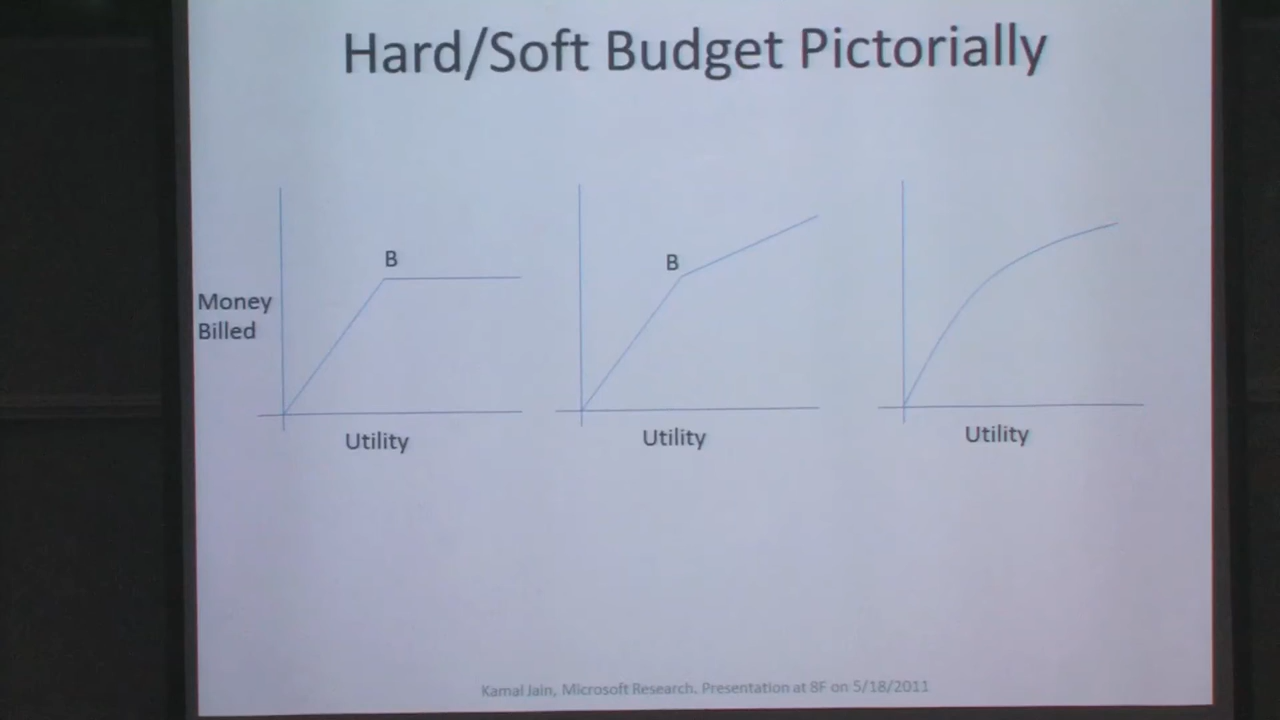 Hard/Soft Budget Pictorially
B
B
Money
Billed
Utility
Utility
Utility
Kamal Jain, Microsoft Research. Presentation at 8F on 5/18/2011